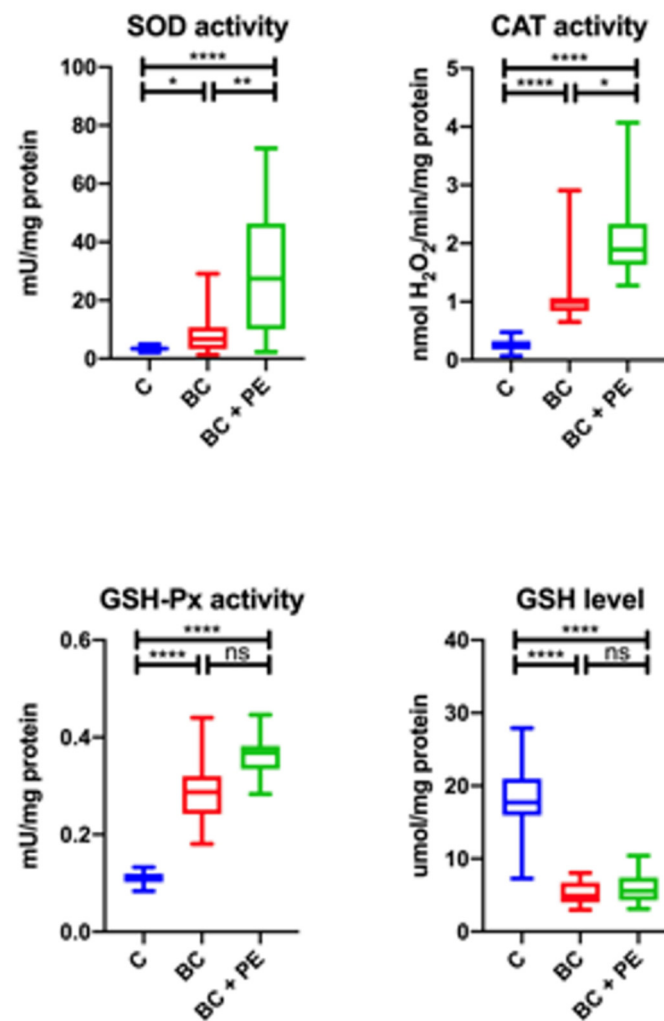 SOD activity
****
* **
100
80
60
40
20
0
mU/mg protein
C BC BC + PE
CAT activity
****
**** *
5
4
3
2
1
0
nmol H₂O₂/min/mg protein
C BC BC + PE
GSH-Px activity
****
**** ns
0.6
0.4
0.2
0.0
mU/mg protein
C BC BC + PE
GSH level
****
**** ns
40
30
20
10
0
umol/mg protein
C BC BC + PE